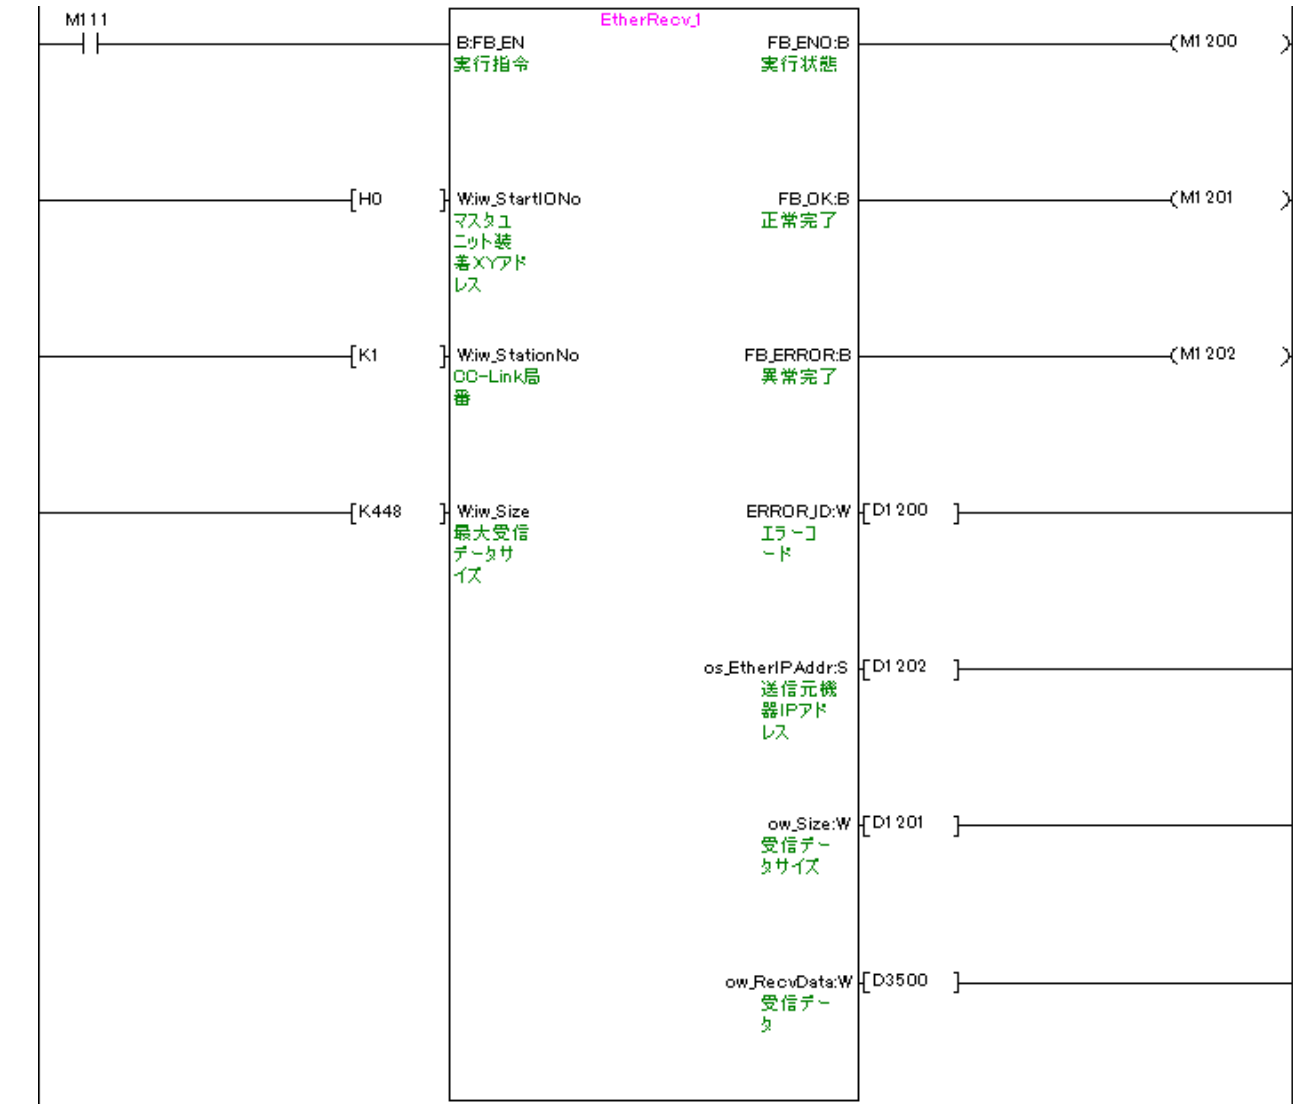 M111
EtherRecv_1
B:FB_EN
FB_ENO:B
M1200
実行指令
実行状態
H0
W:iw_StartIONo
FB_OK:B
M1201
マスタユ
ニット装
着XYアド
レス
正常完了
K1
W:iw_StationNo
FB_ERROR:B
M1202
CC-Link局
番
異常完了
K448
W:iw_Size
ERROR_ID:W
D1200
最大受信
データサ
イズ
エラーコ
ード
os_EtherIPAddr:S
D1202
送信元機
器IPアド
レス
ow_Size:W
D1201
受信デー
タサイズ
ow_RecvData:W
D3500
受信デー
タ